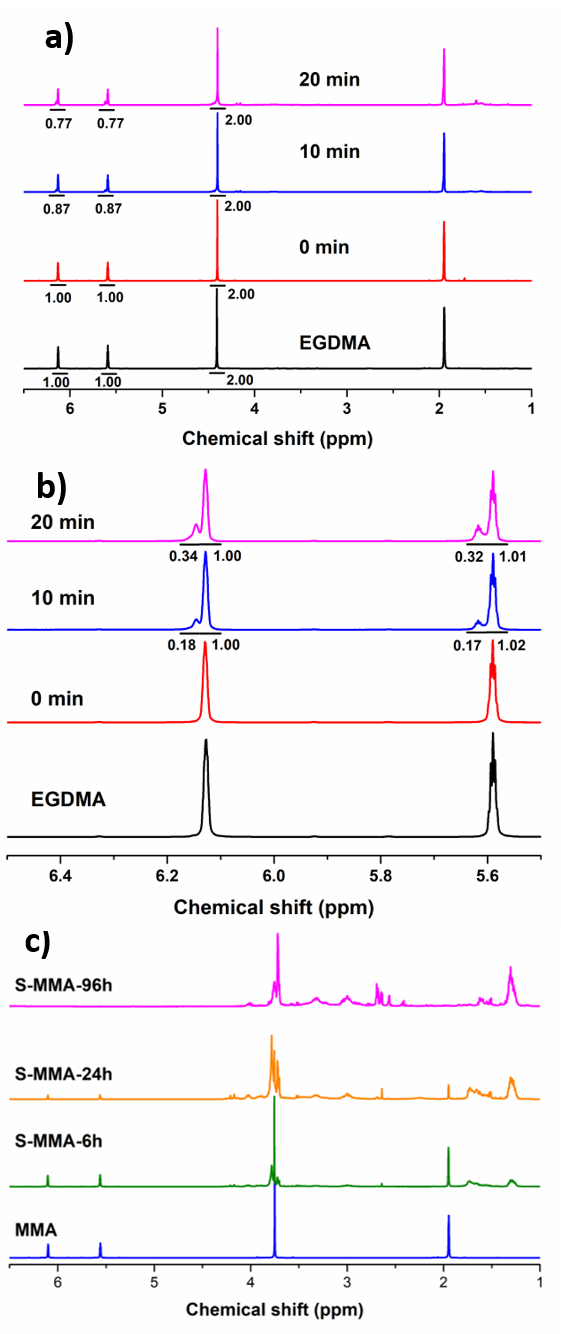 a)
20 min
0.77 0.77 2.00
10 min
0.87 0.87 2.00
0 min
1.00 1.00 2.00
EGDMA
1.00 1.00 2.00
6 5 4 3 2 1
Chemical shift (ppm)
b)
20 min
0.34 1.00 0.32 1.01
10 min
0.18 1.00 0.17 1.02
0 min
EGDMA
6.4 6.2 6.0 5.8 5.6
Chemical shift (ppm)
c)
S-MMA-96h
S-MMA-24h
S-MMA-6h
MMA
6 5 4 3 2 1
Chemical shift (ppm)